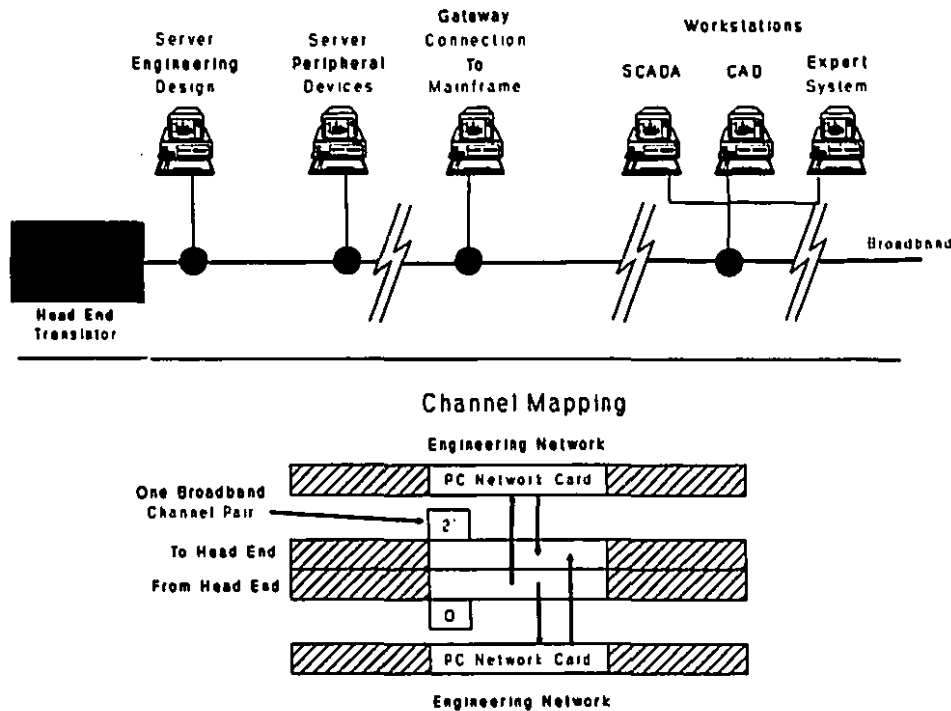 Server
Engineering
Design
Server
Peripheral
Devices
Gateway
Connection
To
Mainframe
Workstations
SCADA
CAD
Expert
System
Broadband
Head End
Translator
Channel Mapping
Engineering Network
PC Network Card
One Broadband
Channel Pair
2'
To Head End
From Head End
0
PC Network Card
Engineering Network